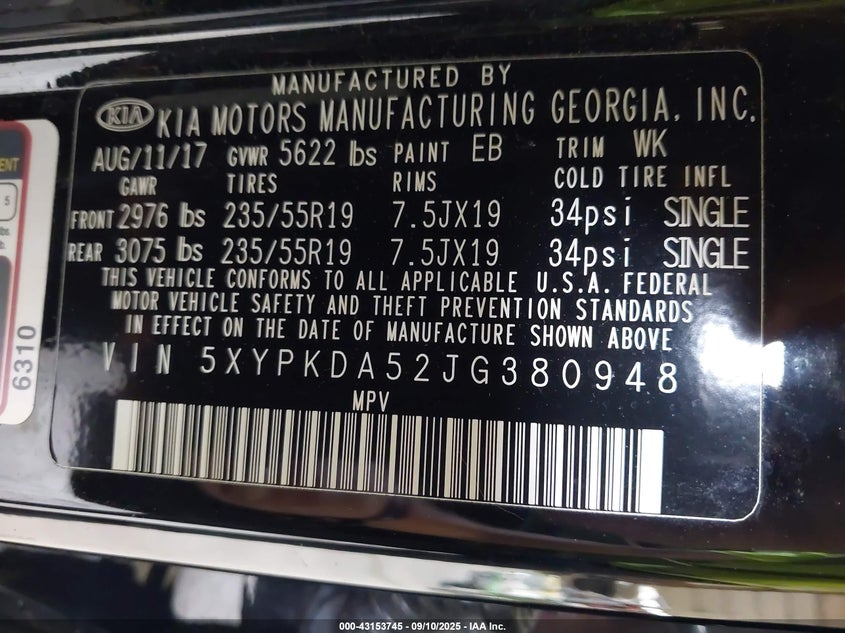 MANUFACTURED BY
KIA KIA MOTORS MANUFACTURING GEORGIA, INC.
AUG/11/17 GVWR 5622 lbs PAINT EB TRIM WK
GAWR TIRES RIMS COLD TIRE INFL
FRONT 2976 lbs 235/55R19 7.5JX19 34psi SINGLE
REAR 3075 lbs 235/55R19 7.5JX19 34psi SINGLE
THIS VEHICLE CONFORMS TO ALL APPLICABLE U.S.A. FEDERAL
MOTOR VEHICLE SAFETY AND THEFT PREVENTION STANDARDS
IN EFFECT ON THE DATE OF MANUFACTURE SHOWN ABOVE
VIN 5XYPKDA52JG380948
MPV
5
6310
000-43153745 - 09/10/2025 - IAA Inc.